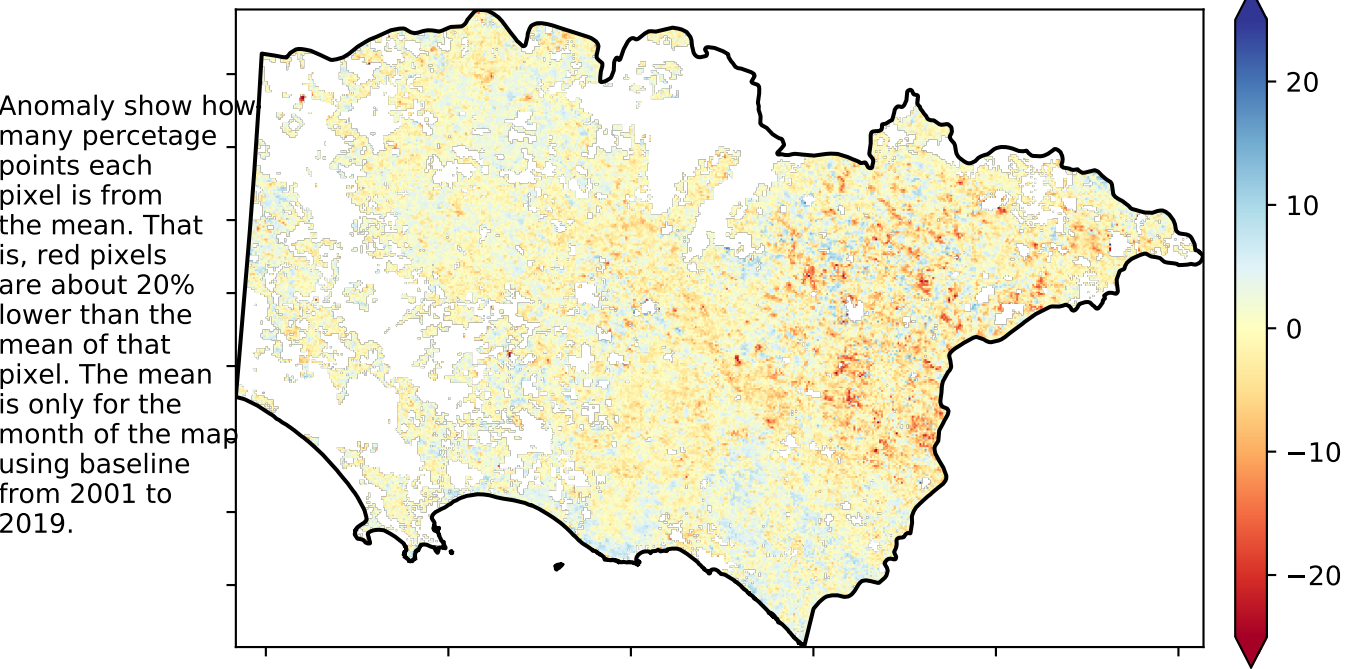 Anomaly show how
many percetage
points each
pixel is from
the mean. That
is, red pixels
are about 20%
lower than the
mean of that
pixel. The mean
is only for the
month of the map
using baseline
from 2001 to
2019.
20
10
0
−10
−20